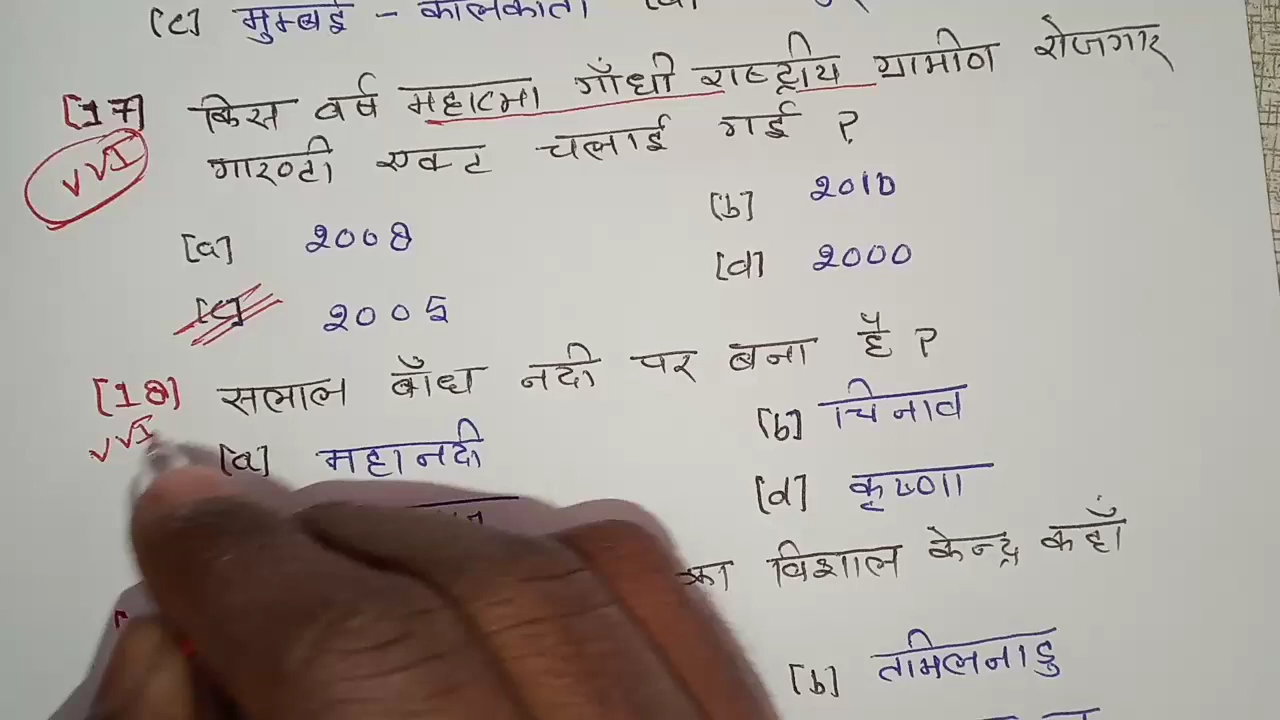 [c] मुम्बई - कोलकाता
[17] किस वर्ष महात्मा गाँधी राष्ट्रीय ग्रामीण रोजगार
VVI गारण्टी एक्ट चलाई गई ?
[a] 2008 [b] 2010
[c] 2005 [d] 2000
[18] सलाल बाँध नदी पर बना है ?
VVI [a] महानदी [b] चिनाव
[d] कृष्णा
का विशाल केन्द्र कहाँ
[b] तमिलनाडु